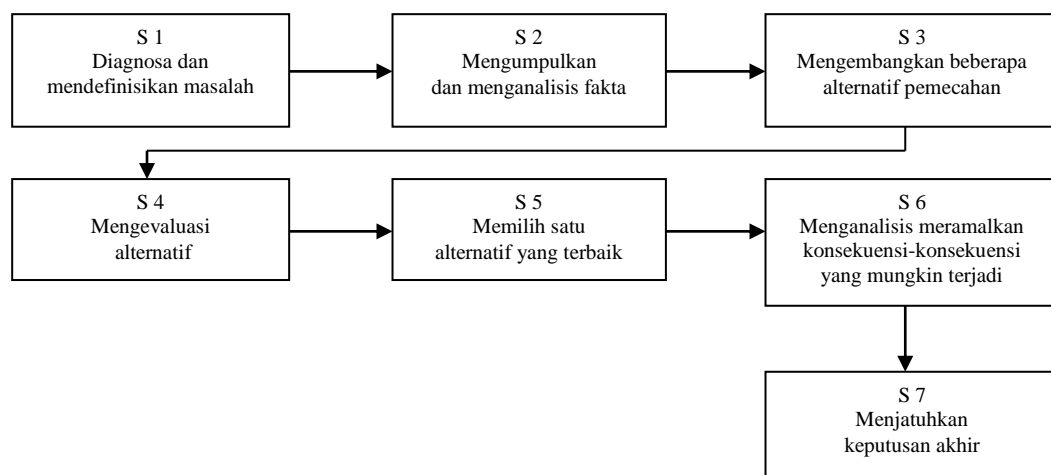 S 1
Diagnosa dan
mendefinisikan masalah
S 2
Mengumpulkan
dan menganalisis fakta
S 3
Mengembangkan beberapa
alternatif pemecahan
S 4
Mengevaluasi
alternatif
S 5
Memilih satu
alternatif yang terbaik
S 6
Menganalisis meramalkan
konsekuensi-konsekuensi
yang mungkin terjadi
S 7
Menjatuhkan
keputusan akhir